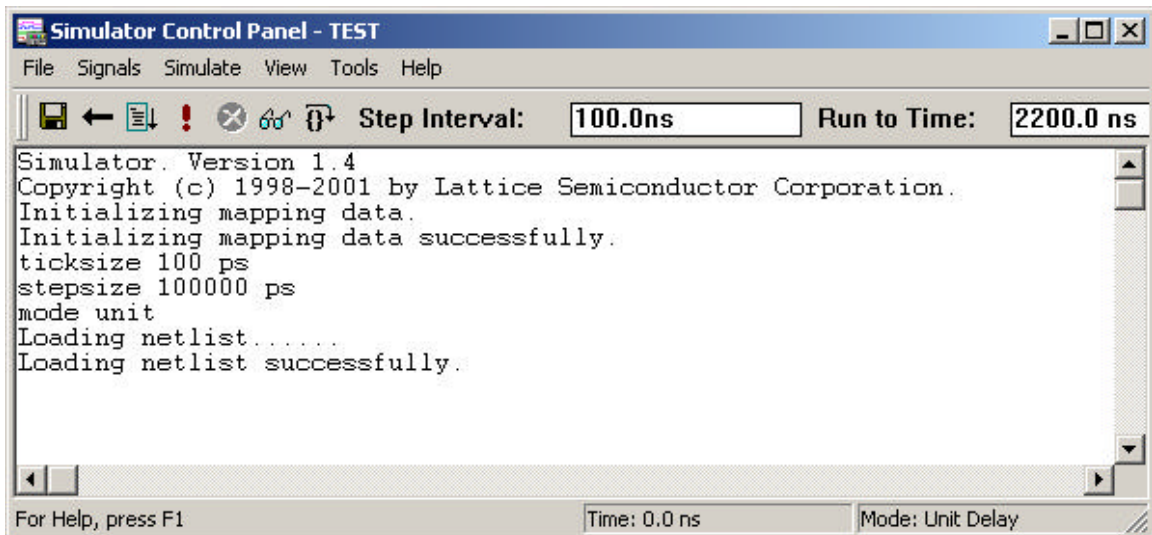 Simulator Control Panel - TEST
File Signals Simulate View Tools Help
Step Interval: 100.0ns Run to Time: 2200.0 ns
Simulator. Version 1.4
Copyright (c) 1998-2001 by Lattice Semiconductor Corporation.
Initializing mapping data.
Initializing mapping data successfully.
ticksize 100 ps
stepsize 100000 ps
mode unit
Loading netlist......
Loading netlist successfully.
For Help, press F1 Time: 0.0 ns Mode: Unit Delay